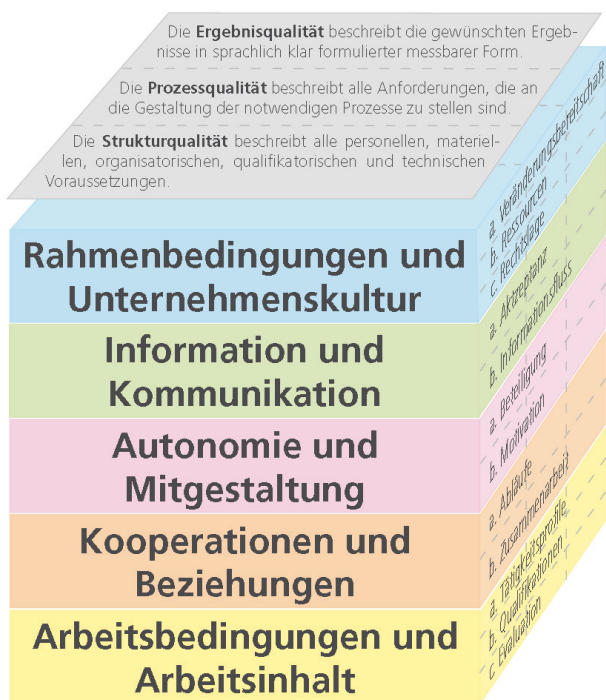 Die Ergebnisqualität beschreibt die gewünschten Ergeb-
nisse in sprachlich klar formulierter messbarer Form.
Die Prozessqualität beschreibt alle Anforderungen, die an
die Gestaltung der notwendigen Prozesse zu stellen sind.
Die Strukturqualität beschreibt alle personellen, materiel-
len, organisatorischen, qualifikatorischen und technischen
Voraussetzungen.
Rahmenbedingungen und
Unternehmenskultur
a. Veränderungsbereitschaft
b. Ressourcen
c. Rechtslage
Information und
Kommunikation
a. Aktzeptanz
b. Informationsfluss
Autonomie und
Mitgestaltung
a. Beteiligung
b. Motivation
Kooperationen und
Beziehungen
a. Abläufe
b. Zusammenarbeit
Arbeitsbedingungen und
Arbeitsinhalt
a. Tätigkeitsprofile
b. Qualifikationen
c Evaluation